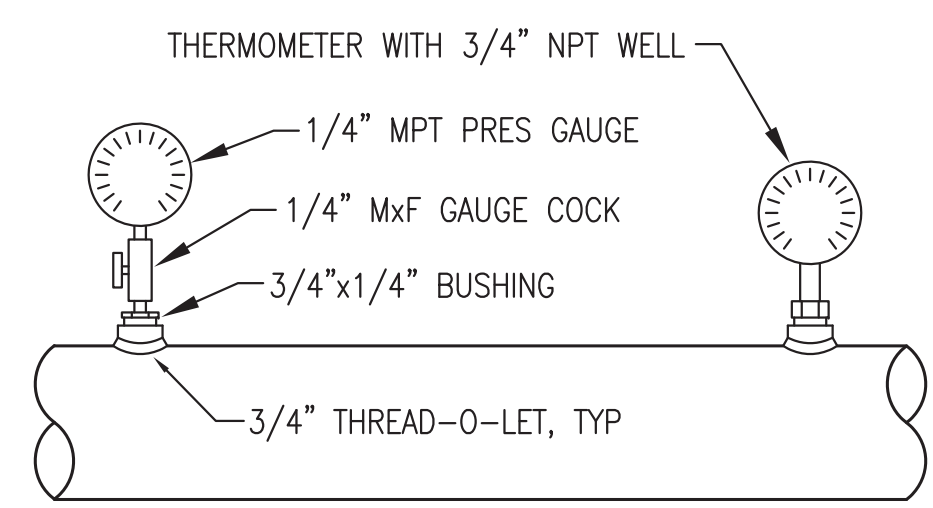 THERMOMETER WITH 3/4” NPT WELL
1/4” MPT PRES GAUGE
1/4” MxF GAUGE COCK
3/4”x1/4” BUSHING
3/4” THREAD-O-LET, TYP